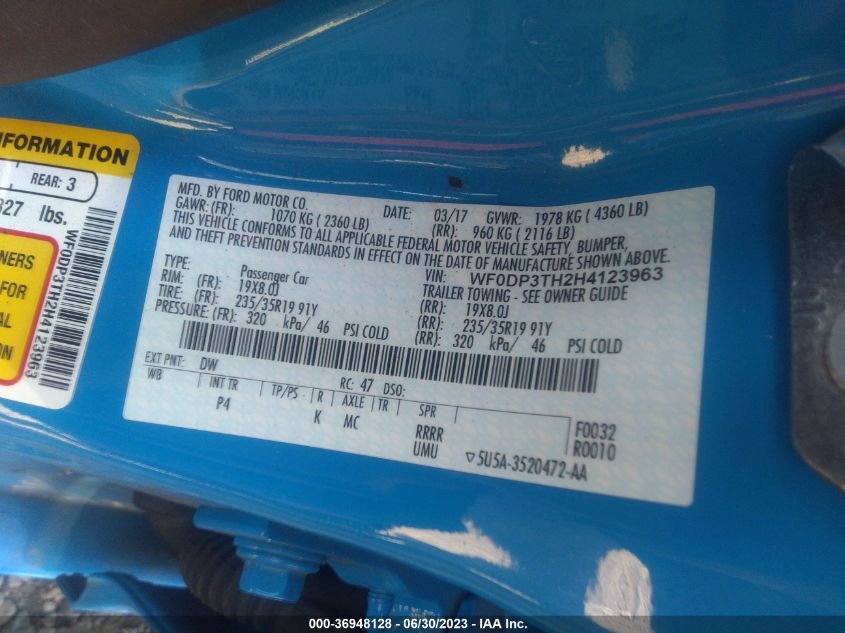 NFORMATION
REAR: 3
827 lbs.
WF0DP3TH2H4123963
NERS
FOR
AL
ON
MFD. BY FORD MOTOR CO.
DATE: 03/17 GVWR: 1978 KG ( 4360 LB)
GAWR: (FR): 1070 KG ( 2360 LB) (RR): 960 KG ( 2116 LB)
THIS VEHICLE CONFORMS TO ALL APPLICABLE FEDERAL MOTOR VEHICLE SAFETY, BUMPER,
AND THEFT PREVENTION STANDARDS IN EFFECT ON THE DATE OF MANUFACTURE SHOWN ABOVE.
VIN: WF0DP3TH2H4123963
TYPE: Passenger Car TRAILER TOWING - SEE OWNER GUIDE
RIM: (FR): 19X8.0J (RR): 19X8.0J
TIRE: (FR): 235/35R19 91Y (RR): 235/35R19 91Y
PRESSURE: (FR): 320 kPa/ 46 PSI COLD (RR): 320 kPa/ 46 PSI COLD
EXT PNT: DW RC: 47 DSO:
WB INT TR TP/PS R AXLE TR SPR
P4 K MC RRRR F0032
UMU R0010
▽5U5A-3520472-AA
000-36948128 - 06/30/2023 - IAA Inc.